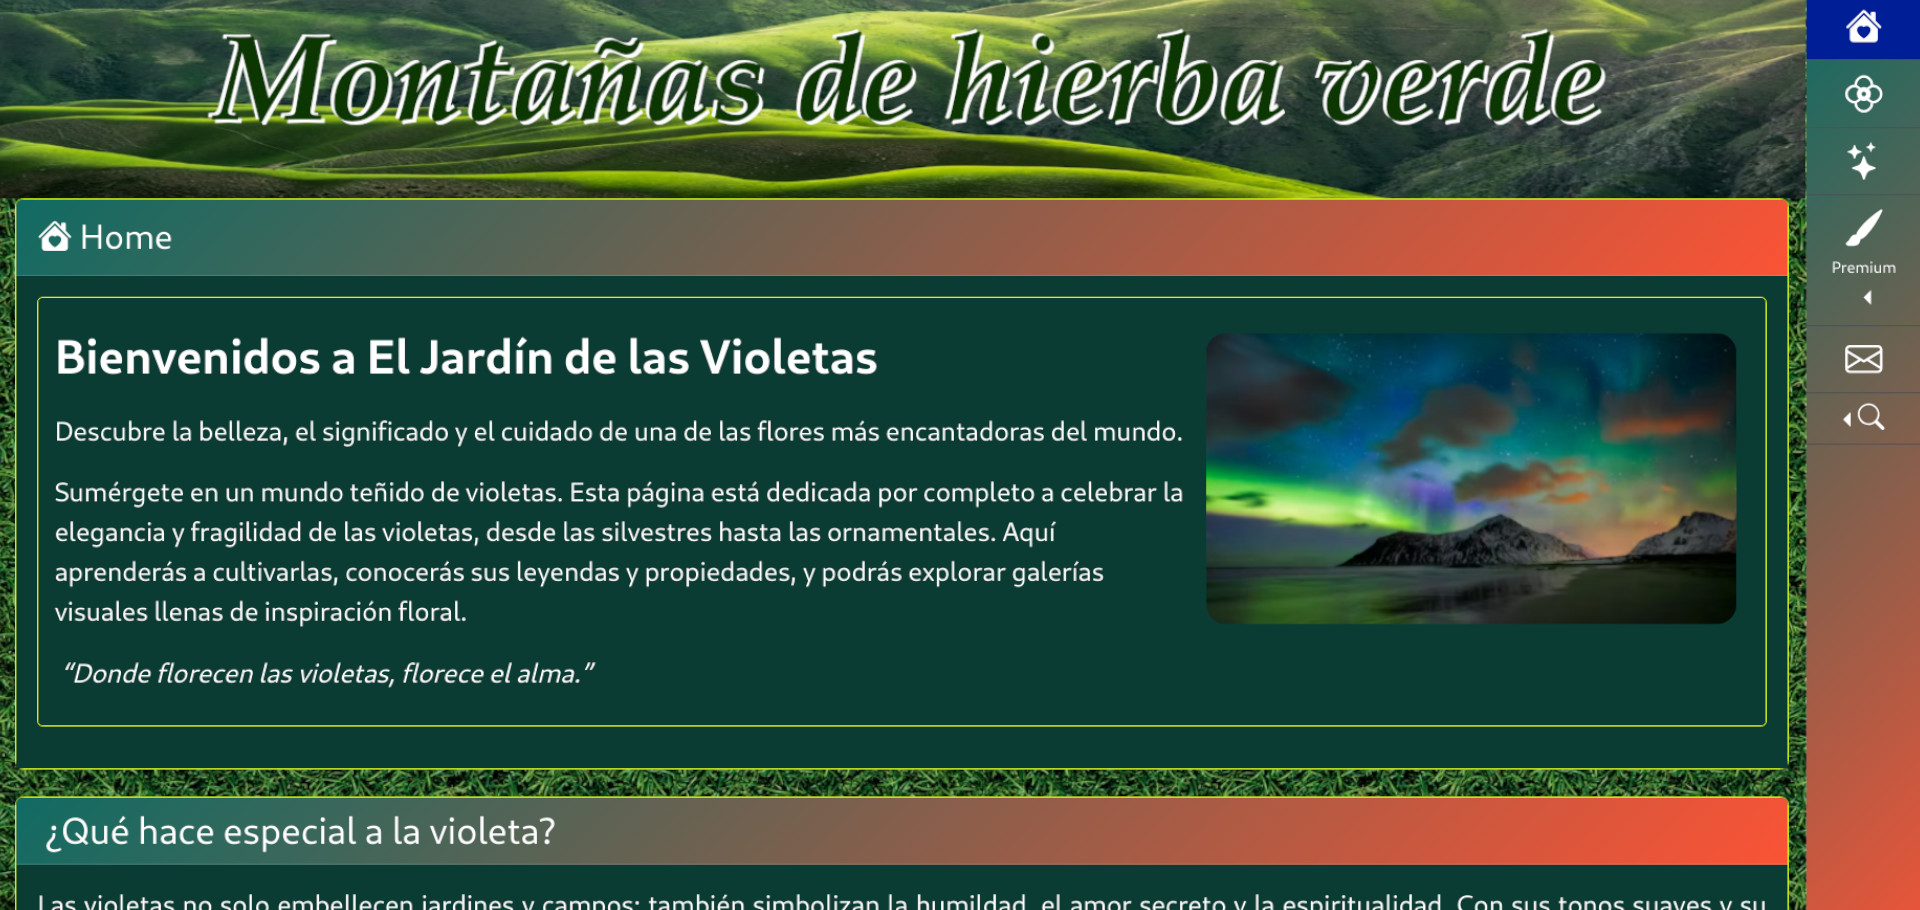 Montañas de hierba verde
Home
Bienvenidos a El Jardín de las Violetas
Descubre la belleza, el significado y el cuidado de una de las flores más encantadoras del mundo.
Sumérgete en un mundo teñido de violetas. Esta página está dedicada por completo a celebrar la
elegancia y fragilidad de las violetas, desde las silvestres hasta las ornamentales. Aquí
aprenderás a cultivarlas, conocerás sus leyendas y propiedades, y podrás explorar galerías
visuales llenas de inspiración floral.
“Donde florecen las violetas, florece el alma.”
¿Qué hace especial a la violeta?
Las violetas no solo embellecen jardines y campos; también simbolizan la humildad, el amor secreto y la espiritualidad. Con sus tonos suaves y su
Premium